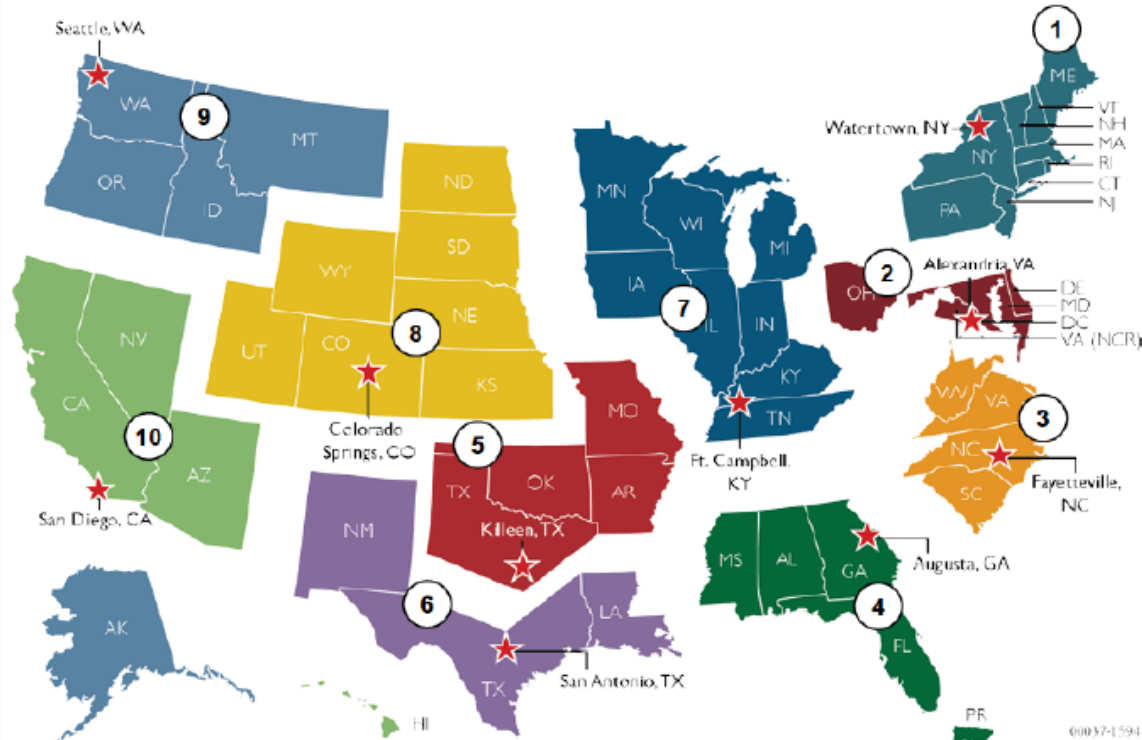 Seattle, WA
WA
9
MT
OR
ID
1
ME
Watertown, NY
VT
NH
MA
RI
CT
NJ
NY
PA
ND
SD
WY
NE
8
UT
CO
KS
Colorado
Springs, CO
MN
WI
MI
IA
7
IL
IN
KY
TN
Ft. Campbell,
KY
2
Alexandria, VA
OH
DE
MD
DC
VA (NCR)
NV
CA
10
AZ
San Diego, CA
5
MO
TX
OK
AR
Killeen, TX
WV
VA
3
NC
SC
Fayetteville,
NC
NM
6
LA
TX
San Antonio, TX
MS
AL
GA
Augusta, GA
4
FL
AK
HI
PR
00037-1594